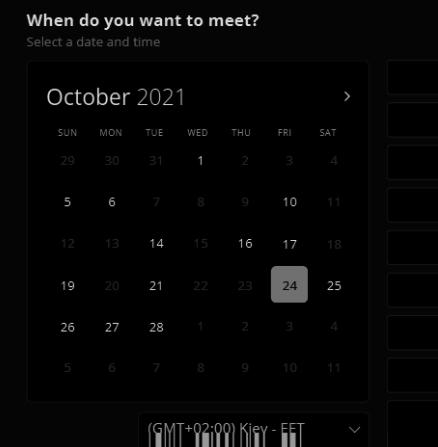 When do you want to meet?
Select a date and time
October 2021
SUN MON TUE WED THU FRI SAT
29 30 31 1 2 3 4
5 6 7 8 9 10 11
12 13 14 15 16 17 18
19 20 21 22 23 24 25
26 27 28 1 2 3 4
5 6 7 8 9 10 11
(GMT+02:00) Kiev - EET